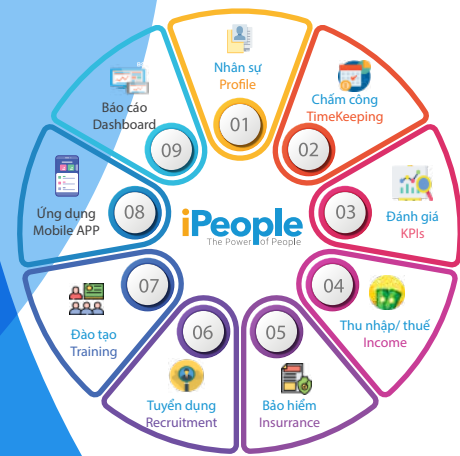 Nhân sự
Profile
01
Chấm công
TimeKeeping
02
03
Đánh giá
KPIs
04
Thu nhập/ thuế
Income
05
Bảo hiểm
Insurrance
06
Tuyển dụng
Recruitment
07
Đào tạo
Training
08
Ứng dụng
Mobile APP
09
Báo cáo
Dashboard
iPeople
The Power of People